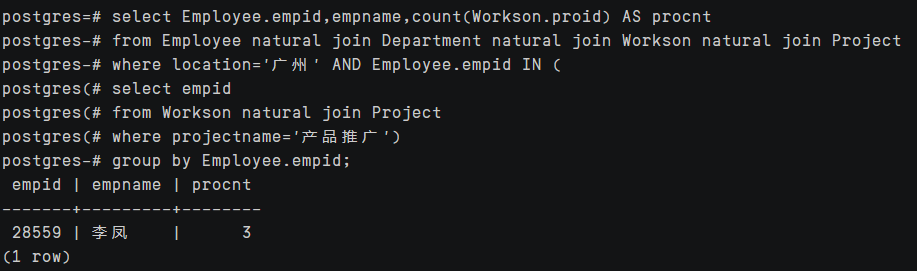 postgres=# select Employee.empid,empname,count(Workson.proid) AS procnt
postgres-# from Employee natural join Department natural join Workson natural join Project
postgres-# where location='广州' AND Employee.empid IN (
postgres(# select empid
postgres(# from Workson natural join Project
postgres(# where projectname='产品推广')
postgres-# group by Employee.empid;
 empid | empname | procnt
-------+---------+--------
 28559 | 李凤    |      3
(1 row)